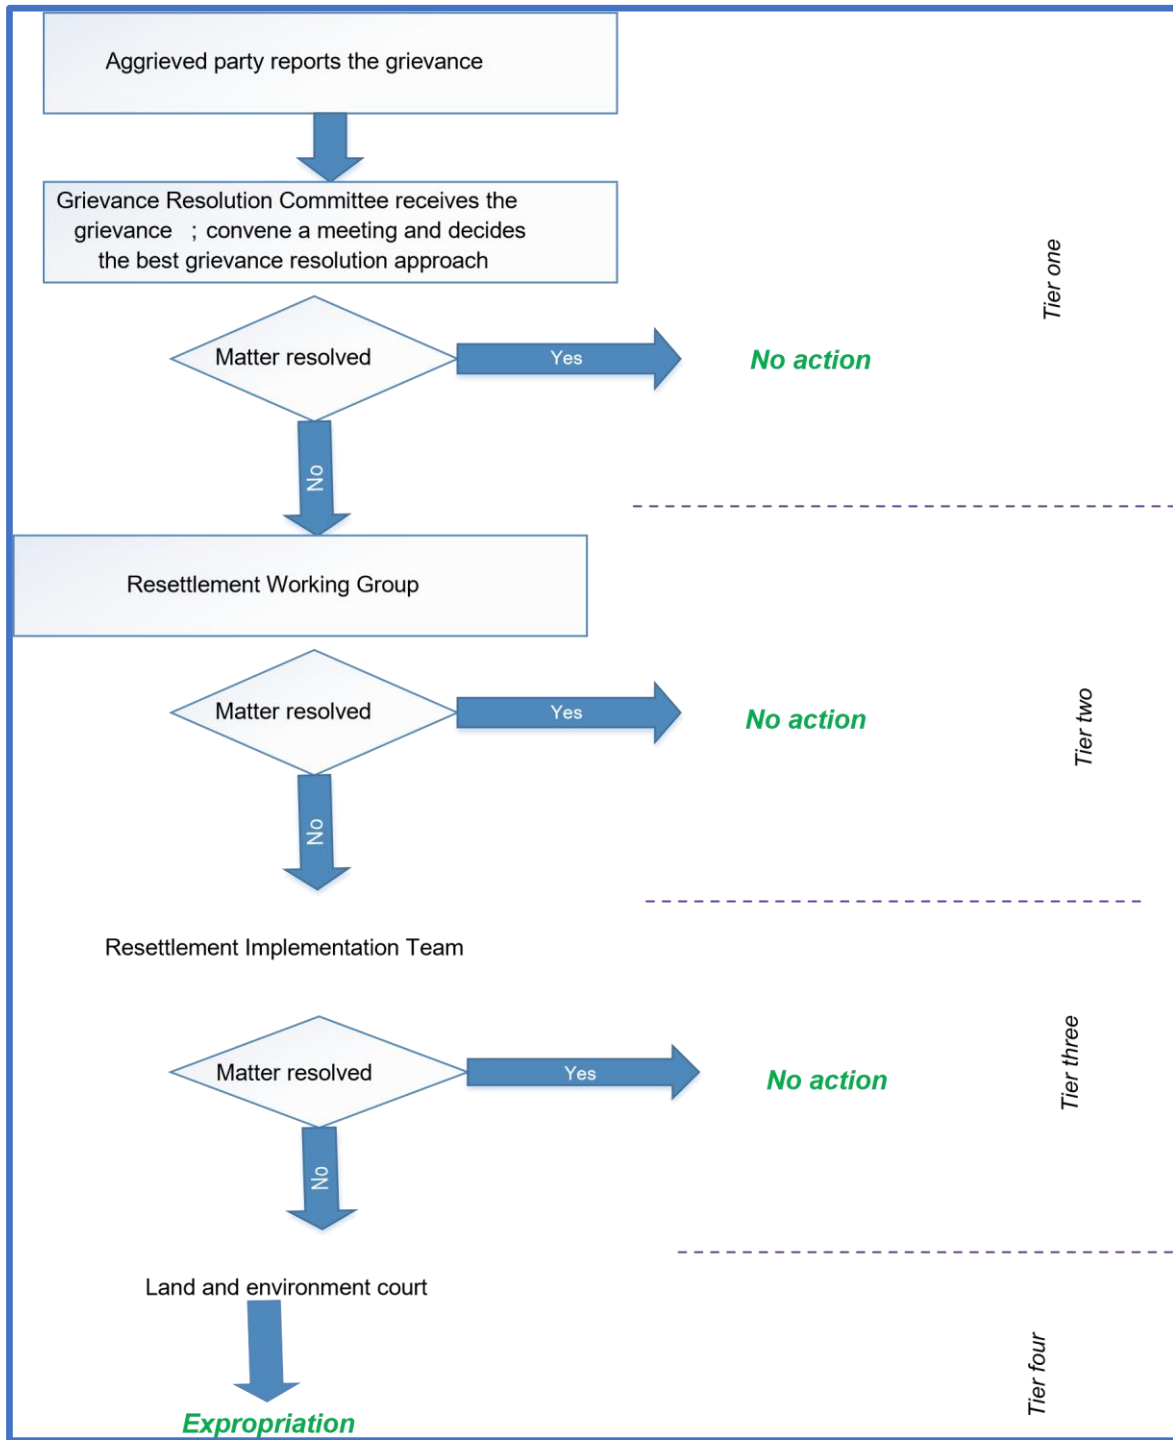 Aggrieved party reports the grievance
Grievance Resolution Committee receives the
grievance ; convene a meeting and decides
the best grievance resolution approach
Tier one
Matter resolved
Yes
No action
No
Resettlement Working Group
Matter resolved
Yes
No action
Tier two
No
Resettlement Implementation Team
Matter resolved
Yes
No action
Tier three
No
Land and environment court
Tier four
Expropriation